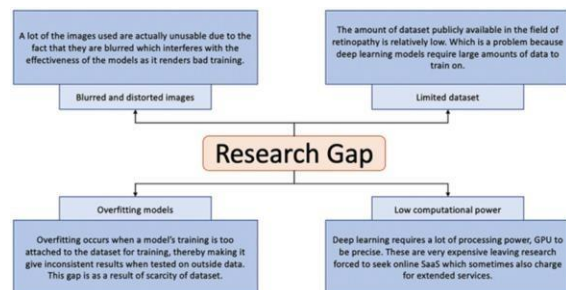 A lot of the images used are actually unusable due to the
fact that they are blurred which interferes with the
effectiveness of the models as it renders bad training.
Blurred and distorted images
The amount of dataset publicly available in the field of
retinopathy is relatively low. Which is a problem because
deep learning models require large amounts of data to
train on.
Limited dataset
Research Gap
Overfitting models
Overfitting occurs when a model's training is too
attached to the dataset for training, thereby making it
give inconsistent results when tested on outside data.
This gap is as a result of scarcity of dataset.
Low computational power
Deep learning requires a lot of processing power, GPU to
be precise. These are very expensive leaving research
forced to seek online SaaS which sometimes also charge
for extended services.